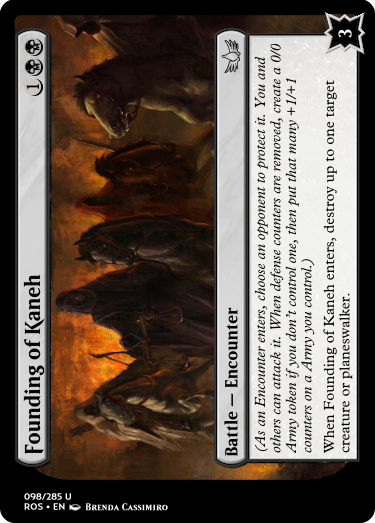 Founding of Kaneh 1
Battle — Encounter
(As an Encounter enters, choose an opponent to protect it. You and
others can attack it. When defense counters are removed, create a 0/0
Army token if you don't control one, then put that many +1/+1
counters on a Army you control.)
When Founding of Kaneh enters, destroy up to one target
creature or planeswalker.
3
098/285 U
ROS • EN Brenda Cassimiro